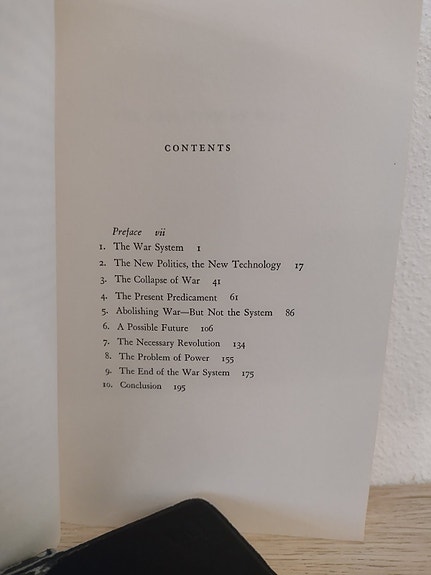 CONTENTS
Preface vii
1. The War System 1
2. The New Politics, the New Technology 17
3. The Collapse of War 41
4. The Present Predicament 61
5. Abolishing War—But Not the System 86
6. A Possible Future 106
7. The Necessary Revolution 134
8. The Problem of Power 155
9. The End of the War System 175
10. Conclusion 195